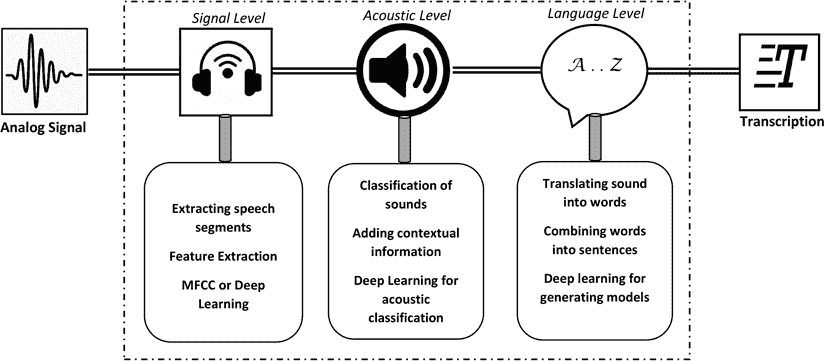 Signal Level
Acoustic Level
Language Level
A . . Z
T
Analog Signal
Transcription
Extracting speech
segments
Feature Extraction
MFCC or Deep
Learning
Classification of
sounds
Adding contextual
information
Deep Learning for
acoustic
classification
Translating sound
into words
Combining words
into sentences
Deep learning for
generating models